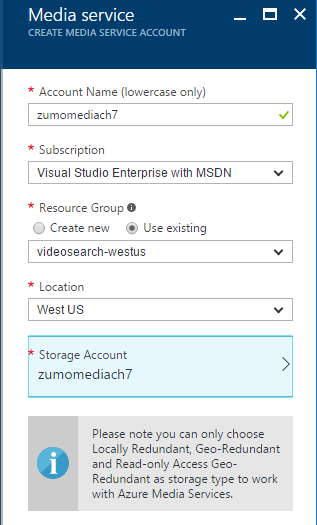 Media service
CREATE MEDIA SERVICE ACCOUNT
* Account Name (lowercase only)
zumomediach7
* Subscription
Visual Studio Enterprise with MSDN
* Resource Group
Create new Use existing
videosearch-westus
* Location
West US
* Storage Account
zumomediach7
Please note you can only choose
Locally Redundant, Geo-Redundant
and Read-only Access Geo-
Redundant as storage type to work
with Azure Media Services.